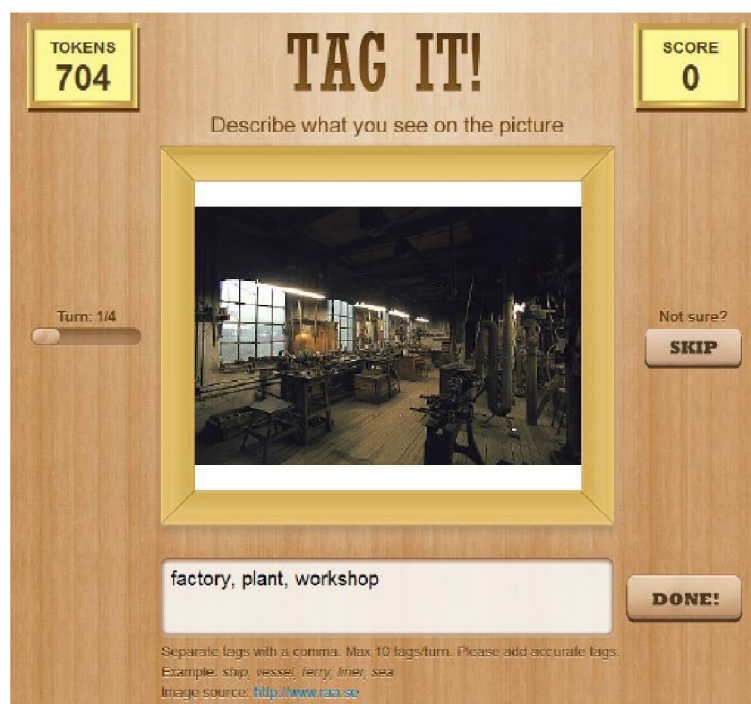 TOKENS
704
TAG IT!
SCORE
0
Describe what you see on the picture
Turn: 1/4
Not sure?
SKIP
factory, plant, workshop
DONE!
Separate tags with a comma. Max 10 tags/turn. Please add accurate tags.
Example: ship, vessel, ferry, liner, sea
Image source: http://www.raa.se